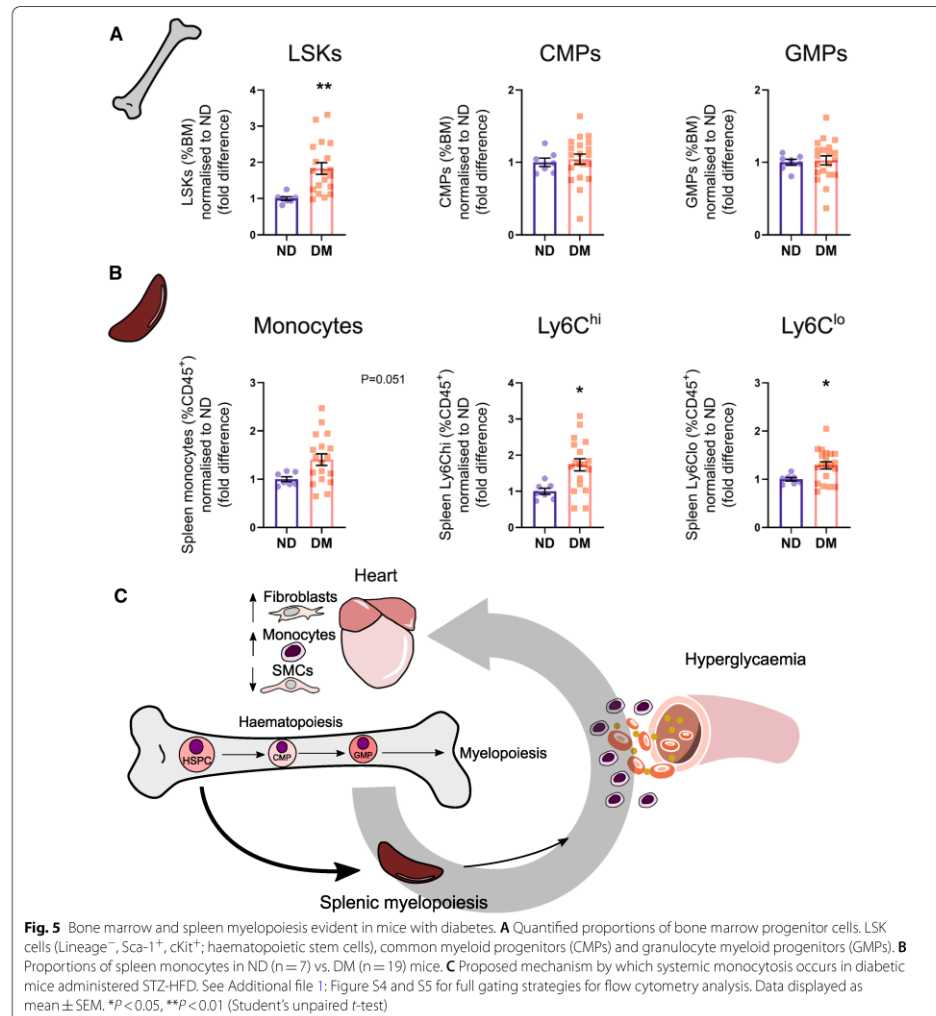 A
LSKs
CMPs
GMPs
LSKs (%BM)
normalised to ND
(fold difference)
4
3
2
1
0
**
ND
DM
CMPs (%BM)
normalised to ND
(fold difference)
2
1
0
ND
DM
GMPs (%BM)
normalised to ND
(fold difference)
2
1
0
ND
DM
B
Monocytes
Ly6Cʰⁱ
Ly6Cˡᵒ
Spleen monocytes (%CD45⁺)
normalised to ND
(fold difference)
3
2
1
0
P=0.051
ND
DM
Spleen Ly6Chi (%CD45⁺)
normalised to ND
(fold difference)
4
3
2
1
0
*
ND
DM
Spleen Ly6Clo (%CD45⁺)
normalised to ND
(fold difference)
3
2
1
0
*
ND
DM
C
Heart
Fibroblasts
Monocytes
SMCs
Hyperglycaemia
Haematopoiesis
HSPC
CMP
GMP
Myelopoiesis
Splenic myelopoiesis
Fig. 5 Bone marrow and spleen myelopoiesis evident in mice with diabetes. A Quantified proportions of bone marrow progenitor cells. LSK
cells (Lineage⁻, Sca-1⁺, cKit⁺; haematopoietic stem cells), common myeloid progenitors (CMPs) and granulocyte myeloid progenitors (GMPs). B
Proportions of spleen monocytes in ND (n = 7) vs. DM (n = 19) mice. C Proposed mechanism by which systemic monocytosis occurs in diabetic
mice administered STZ-HFD. See Additional file 1: Figure S4 and S5 for full gating strategies for flow cytometry analysis. Data displayed as
mean ± SEM. *P < 0.05, **P < 0.01 (Student's unpaired t-test)